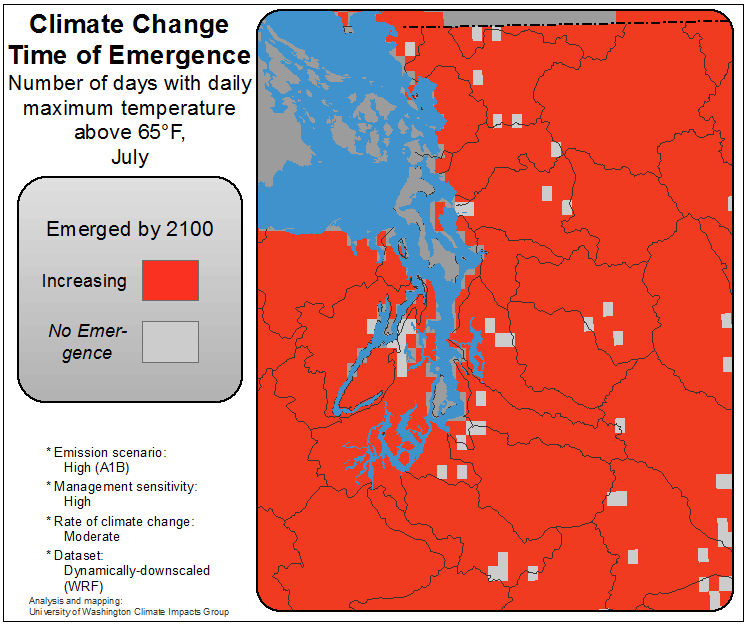 Climate Change
Time of Emergence
Number of days with daily
maximum temperature
above 65°F,
July
Emerged by 2100
Increasing
No Emer-
gence
* Emission scenario:
High (A1B)
* Management sensitivity:
High
* Rate of climate change:
Moderate
* Dataset:
Dynamically-downscaled
(WRF)
Analysis and mapping:
University of Washington Climate Impacts Group